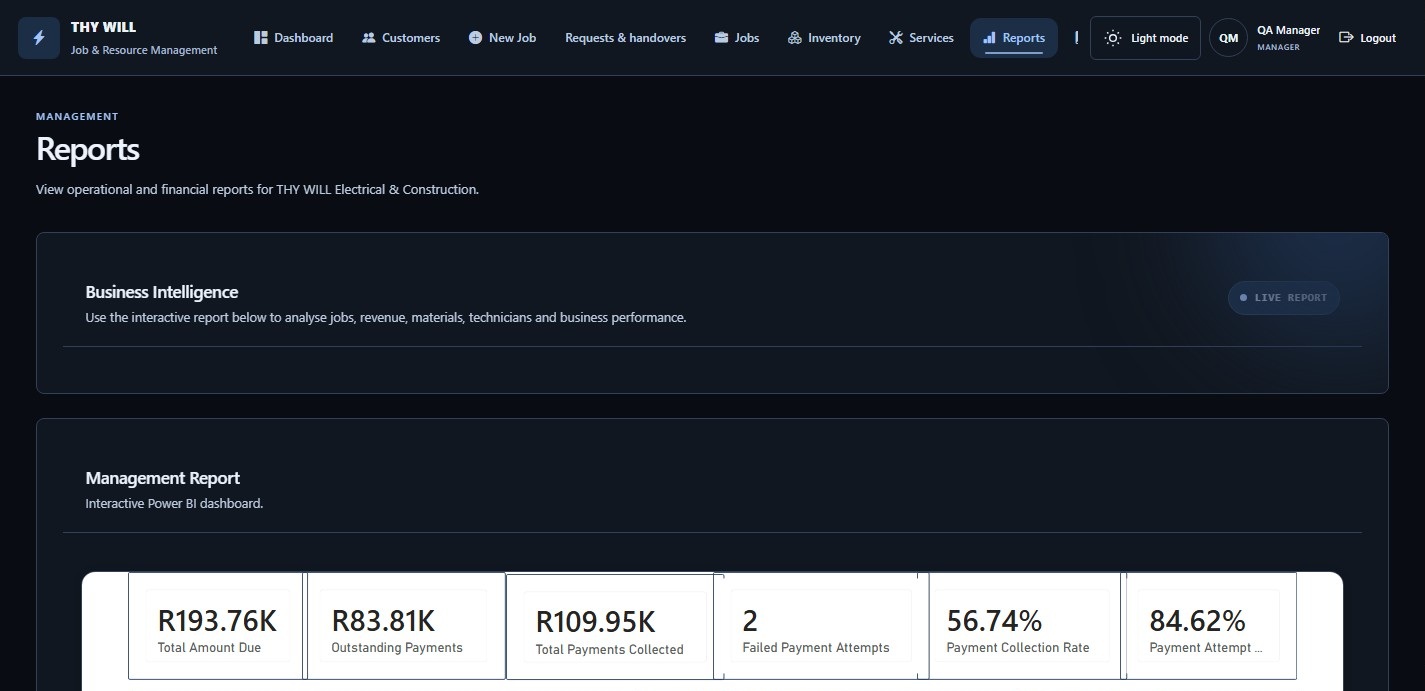 THY WILL
Job & Resource Management
Dashboard
Customers
New Job
Requests & handovers
Jobs
Inventory
Services
Reports
Light mode
QM
QA Manager
MANAGER
Logout
MANAGEMENT
Reports
View operational and financial reports for THY WILL Electrical & Construction.
Business Intelligence
Use the interactive report below to analyse jobs, revenue, materials, technicians and business performance.
LIVE REPORT
Management Report
Interactive Power BI dashboard.
R193.76K
Total Amount Due
R83.81K
Outstanding Payments
R109.95K
Total Payments Collected
2
Failed Payment Attempts
56.74%
Payment Collection Rate
84.62%
Payment Attempt ...